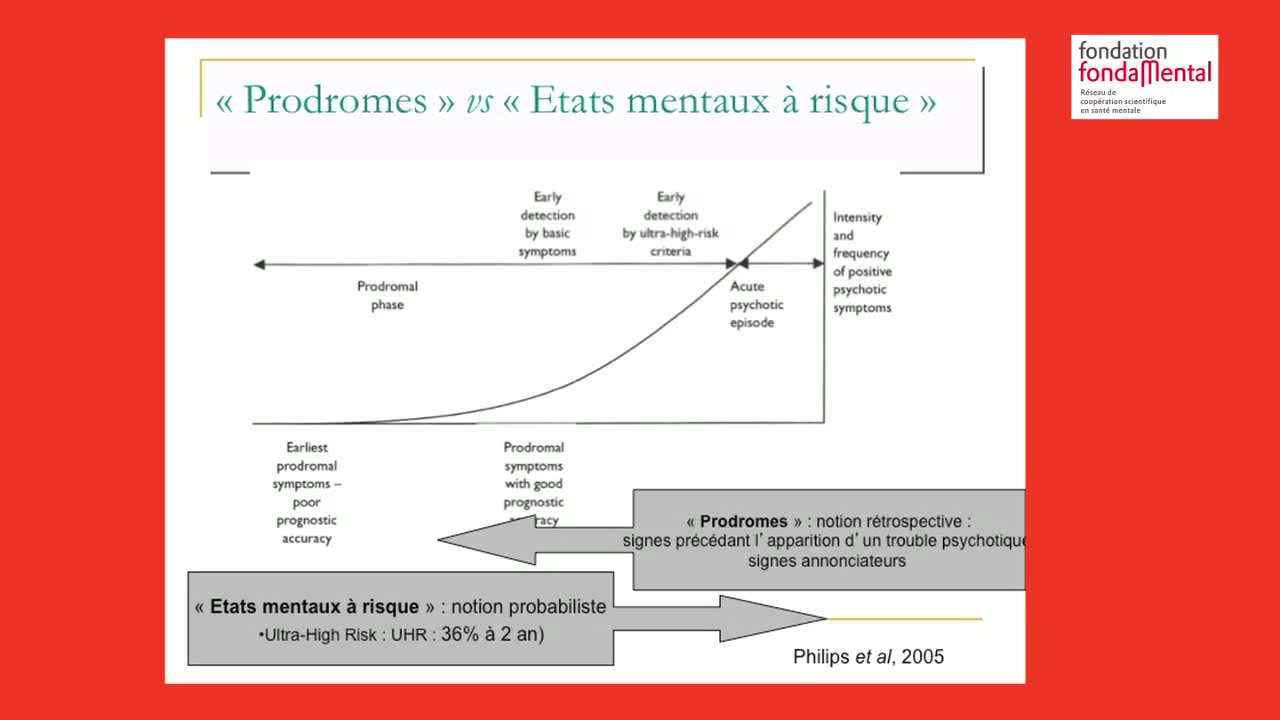 fondation
fondaMental
Réseau de
coopération scientifique
en santé mentale
« Prodromes » vs « Etats mentaux à risque »
Early
detection
by basic
symptoms
Early
detection
by ultra-high-risk
criteria
Intensity
and
frequency
of positive
psychotic
symptoms
Prodromal
phase
Acute
psychotic
episode
Earliest
prodromal
symptoms –
poor
prognostic
accuracy
Prodromal
symptoms
with good
prognostic
« Prodromes » : notion rétrospective :
signes précédant l’apparition d’un trouble psychotique
signes annonciateurs
« Etats mentaux à risque » : notion probabiliste
•Ultra-High Risk : UHR : 36% à 2 an)
Philips et al, 2005